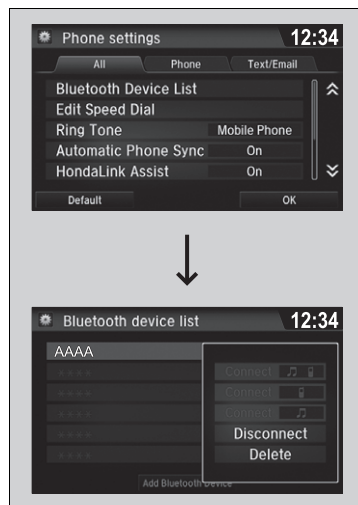 Phone settings 12:34
All Phone Text/Email
Bluetooth Device List
Edit Speed Dial
Ring Tone Mobile Phone
Automatic Phone Sync On
HondaLink Assist On
Default OK
Bluetooth device list 12:34
AAAA
Connect
Connect
Connect
Disconnect
Delete
Add Bluetooth Device